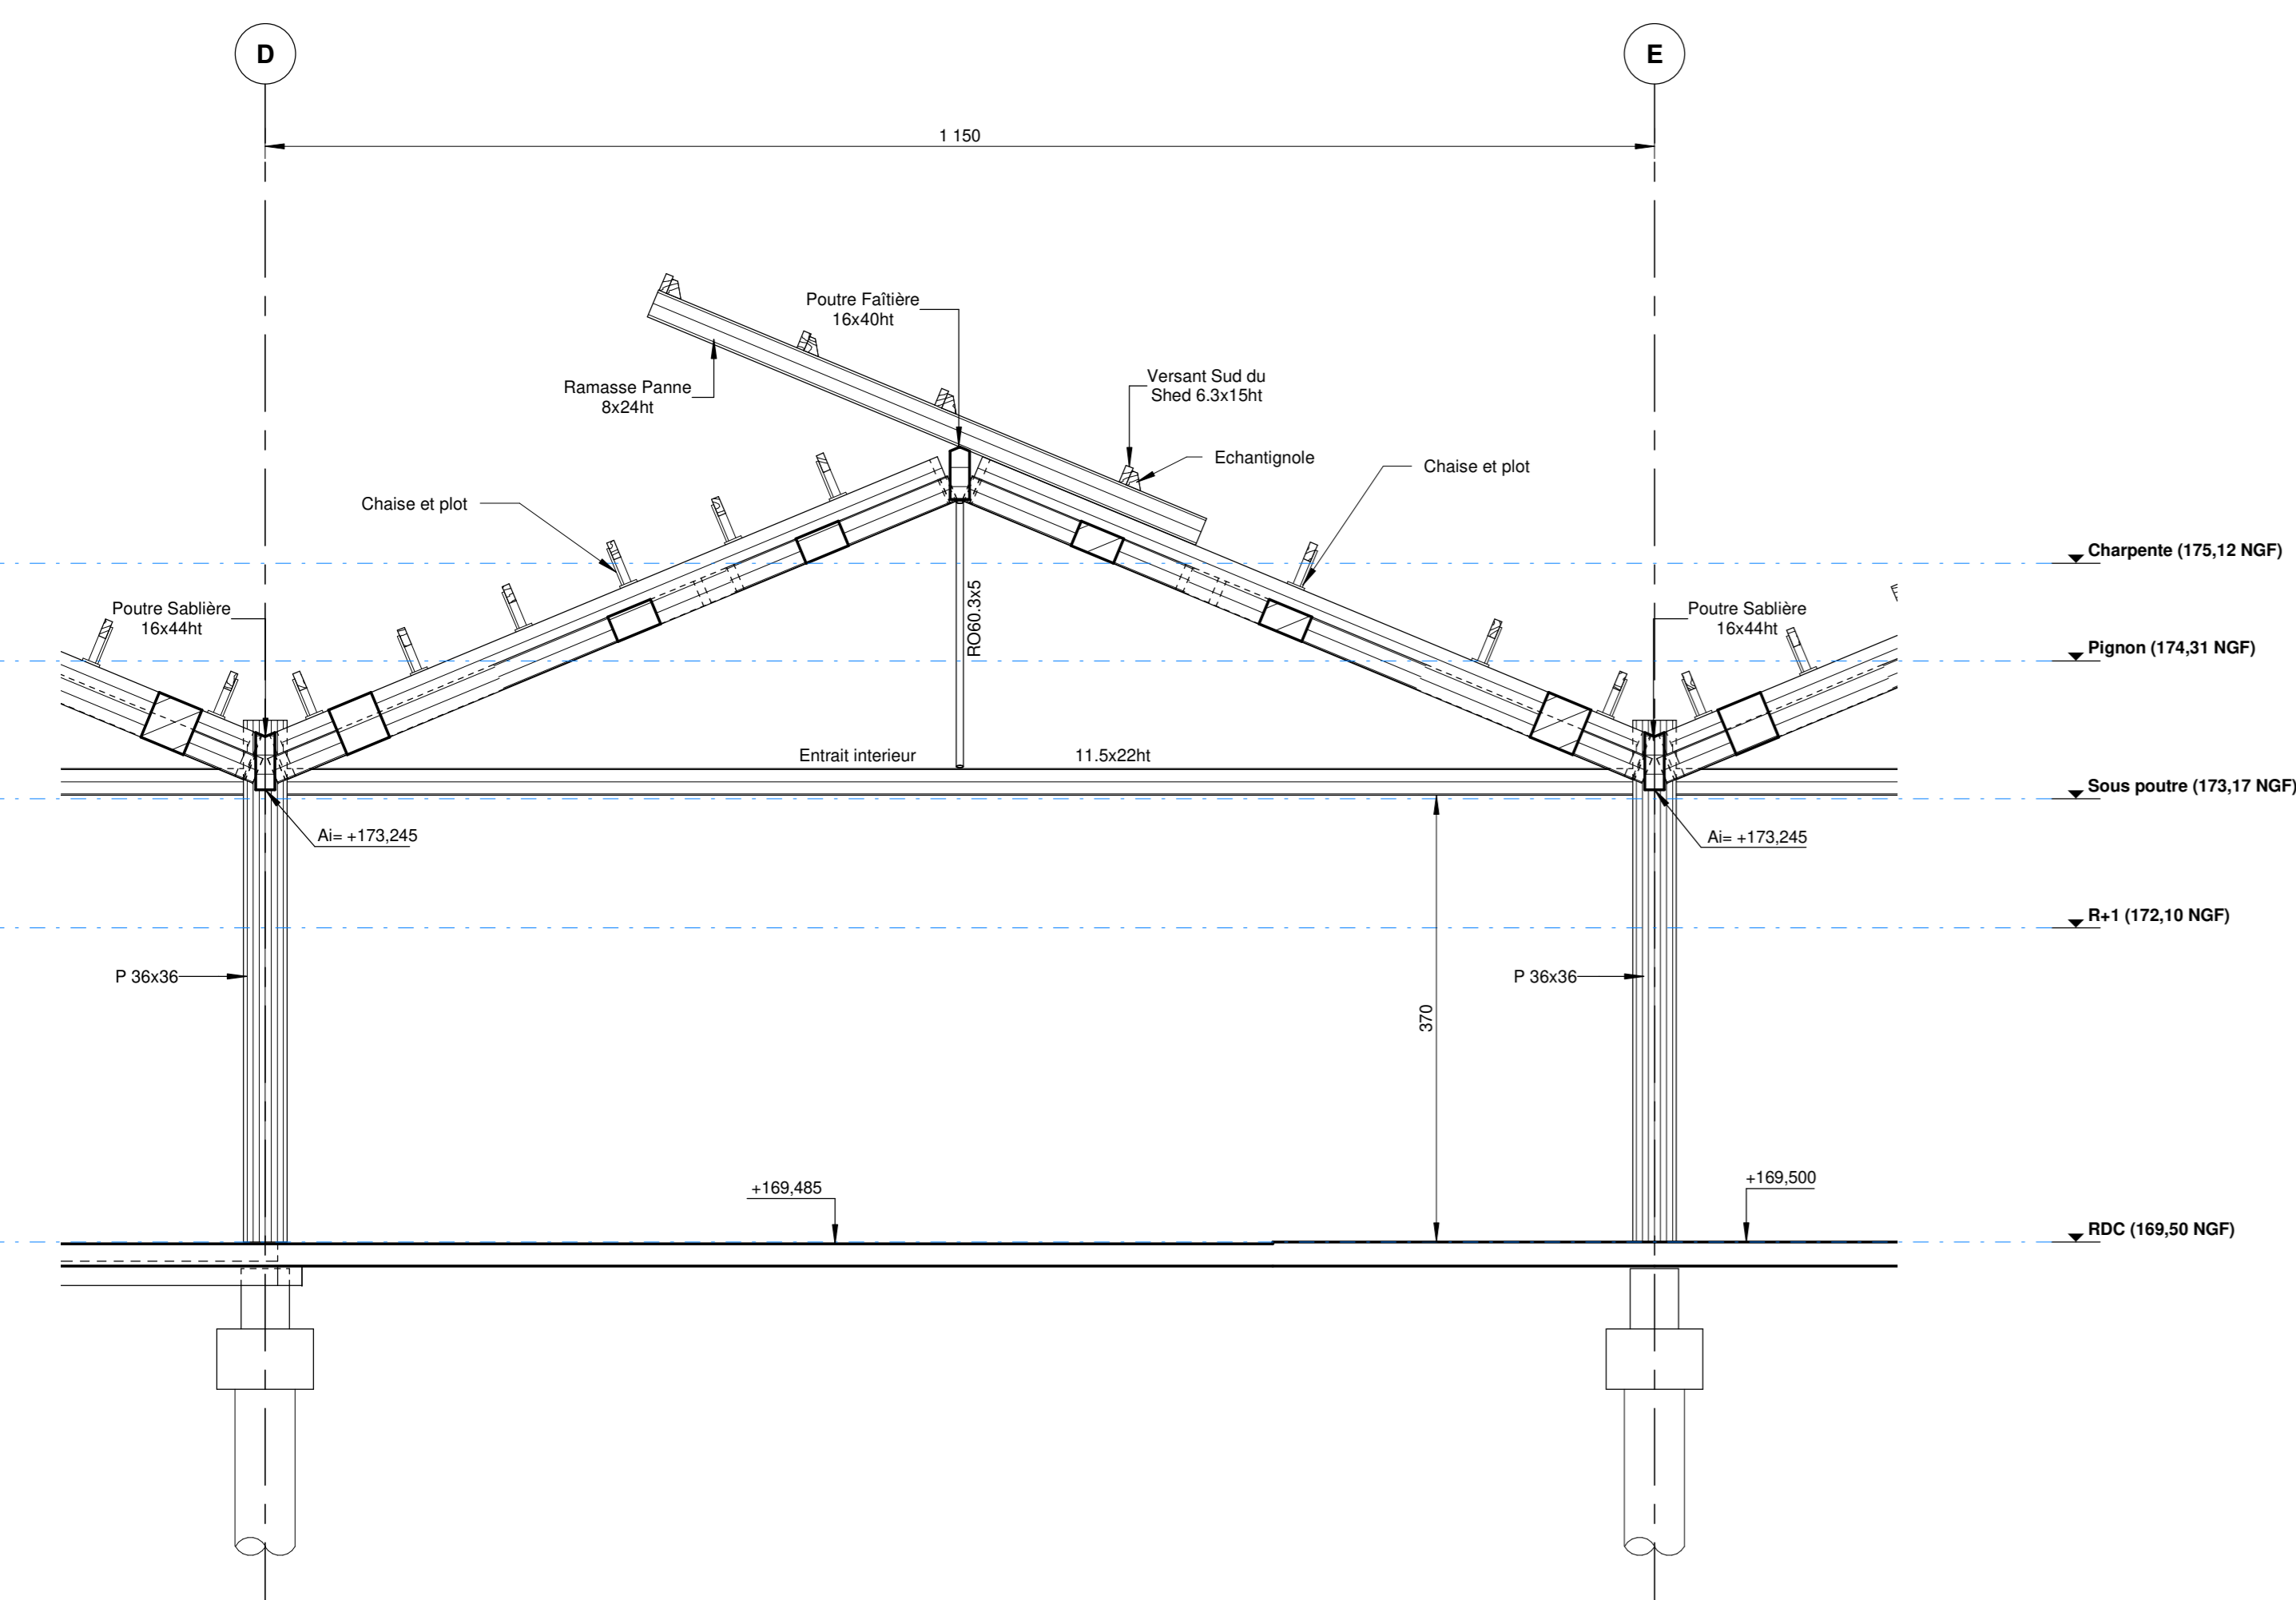 D
E
1 150
Poutre Faîtière
16x40ht
Versant Sud du
Shed 6.3x15ht
Ramasse Panne
8x24ht
Echantignole
Chaise et plot
Chaise et plot
Charpente (175,12 NGF)
RO60.3x5
Poutre Sablière
16x44ht
Poutre Sablière
16x44ht
Pignon (174,31 NGF)
Entrait interieur 11.5x22ht
Sous poutre (173,17 NGF)
Ai= +173,245
Ai= +173,245
R+1 (172,10 NGF)
P 36x36
P 36x36
370
+169,485
+169,500
RDC (169,50 NGF)